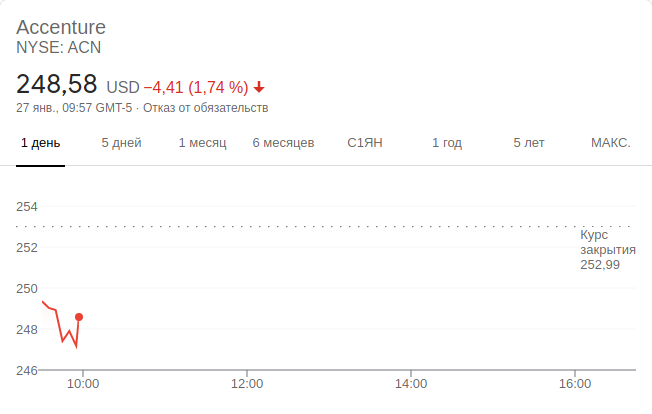 Accenture
NYSE: ACN
248,58 USD −4,41 (1,74 %)
27 янв., 09:57 GMT-5 · Отказ от обязательств
1 день 5 дней 1 месяц 6 месяцев С1ЯН 1 год 5 лет МАКС.
254
Курс
252 закрытия
252,99
250
248
246
10:00 12:00 14:00 16:00